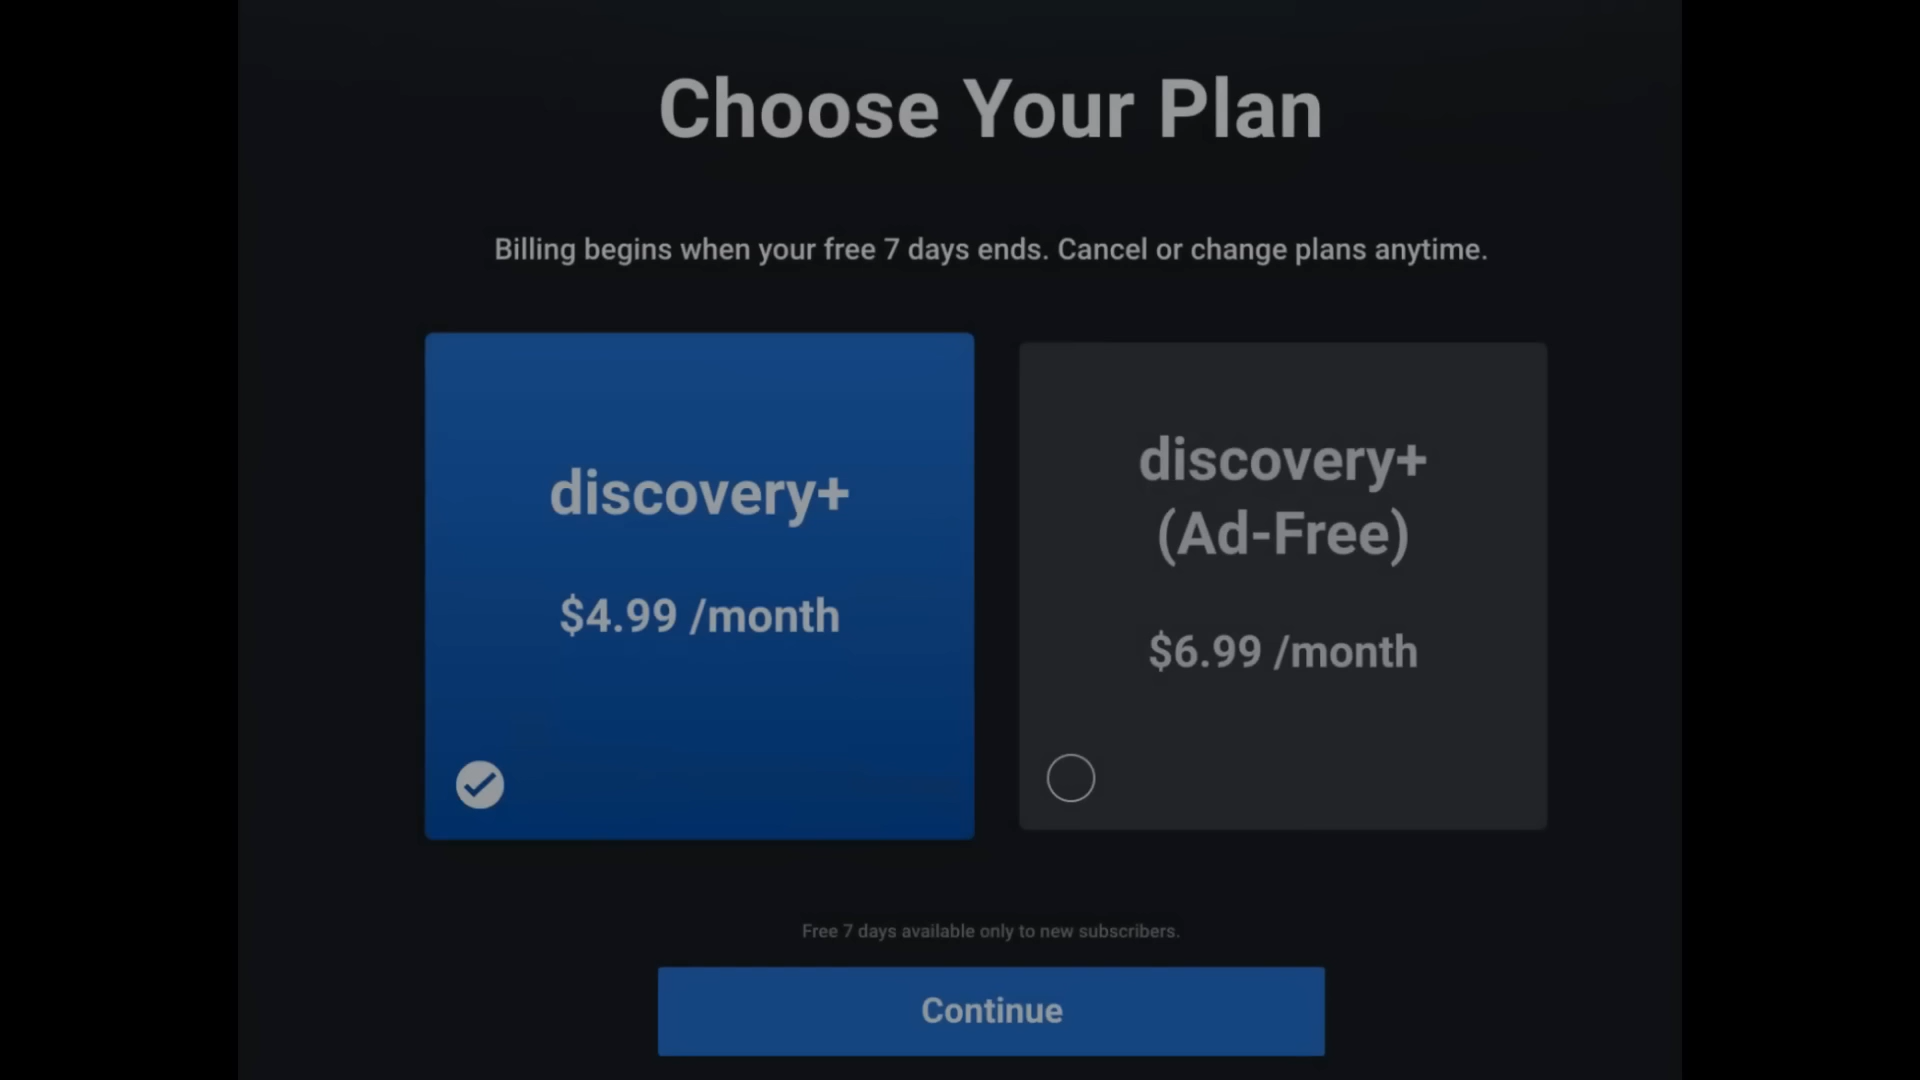 Choose Your Plan
Billing begins when your free 7 days ends. Cancel or change plans anytime.
discovery+
$4.99 /month
discovery+
(Ad-Free)
$6.99 /month
Free 7 days available only to new subscribers.
Continue